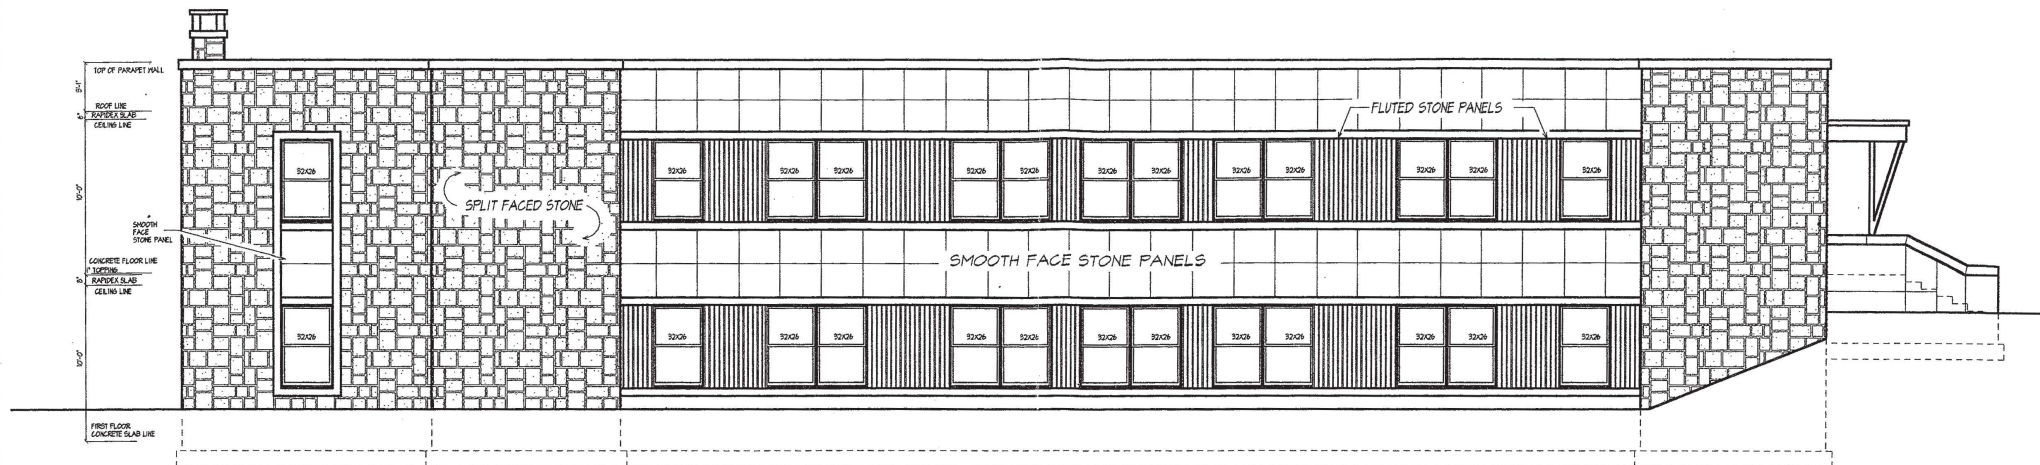 TOP OF PARAPET WALL
ROOF LINE
RAPIDEX SLAB
CEILING LINE
8"
10'-0"
SMOOTH
FACE
STONE PANEL
CONCRETE FLOOR LINE
1" TOPPING
RAPIDEX SLAB
CEILING LINE
8"
10'-0"
FIRST FLOOR
CONCRETE SLAB LINE
SPLIT FACED STONE
FLUTED STONE PANELS
SMOOTH FACE STONE PANELS
32X26
32X26 32X26 32X26 32X26 32X26 32X26 32X26 32X26 32X26 32X26 32X26 32X26
32X26
32X26 32X26 32X26 32X26 32X26 32X26 32X26 32X26 32X26 32X26 32X26 32X26